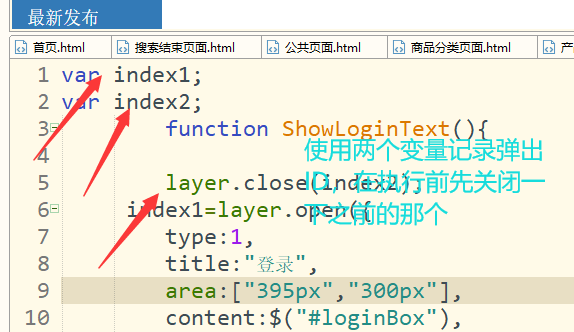 最新发布
首页.html 搜索结束页面.html 公共页面.html 商品分类页面.html 产
1 var index1;
2 var index2;
3 function ShowLoginText(){
使用两个变量记录弹出
4
5 layer.close(index2);
ID，在执行前先关闭一
6 index1=layer.open({
下之前的那个
7 type:1,
8 title:"登录",
9 area:["395px","300px"],
10 content:$("#loginBox"),